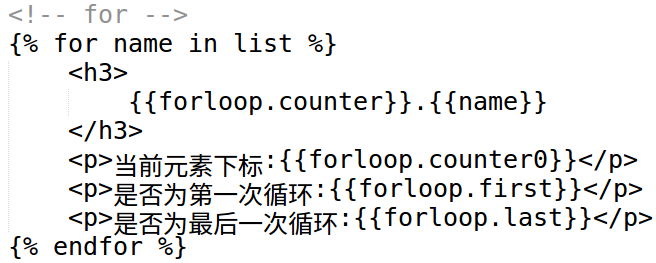 <!-- for -->
{% for name in list %}
<h3>
{{forloop.counter}}.{{name}}
</h3>
<p>当前元素下标:{{forloop.counter0}}</p>
<p>是否为第一次循环:{{forloop.first}}</p>
<p>是否为最后一次循环:{{forloop.last}}</p>
{% endfor %}